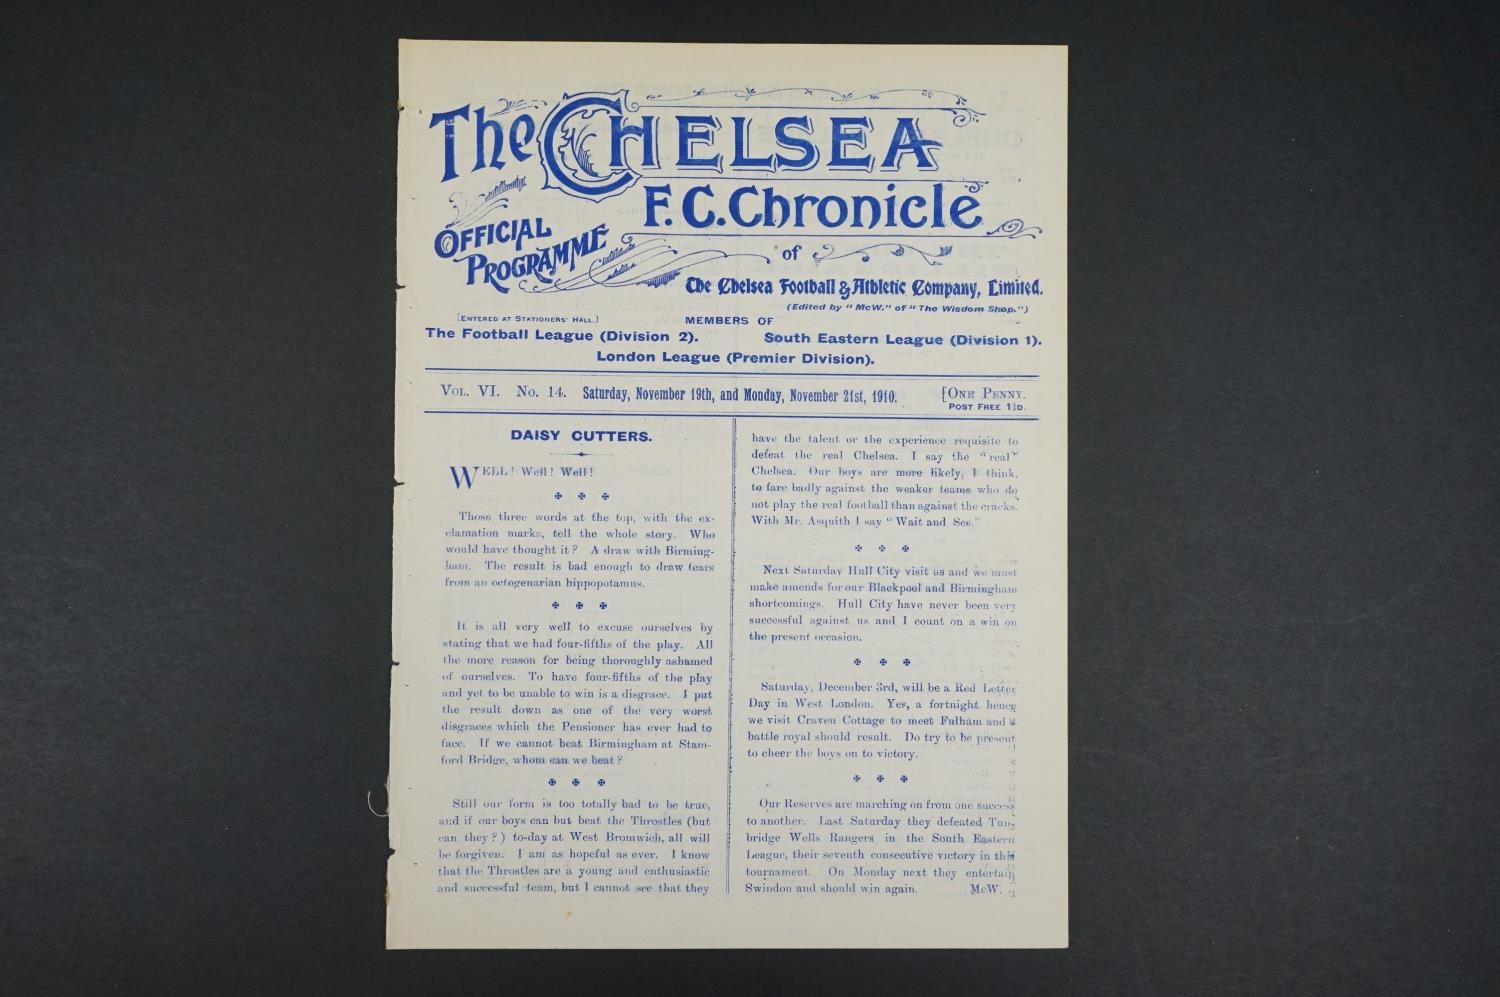 The CHELSEA
F.C. Chronicle
OFFICIAL
PROGRAMME
of
The Chelsea Football & Athletic Company, Limited.
(Edited by "McW." of "The Wisdom Shop.")
[ENTERED AT STATIONERS' HALL.]
MEMBERS OF
The Football League (Division 2). South Eastern League (Division 1).
London League (Premier Division).
VOL. VI. No. 14. Saturday, November 19th, and Monday, November 21st, 1910. [ONE PENNY.
POST FREE 1½D.
DAISY CUTTERS.
WELL! Well! Well!
Those three words at the top, with the ex-
clamation marks, tell the whole story. Who
would have thought it? A draw with Birming-
ham. The result is bad enough to draw tears
from an octogenarian hippopotamus.
It is all very well to excuse ourselves by
stating that we had four-fifths of the play. All
the more reason for being thoroughly ashamed
of ourselves. To have four-fifths of the play
and yet to be unable to win is a disgrace. I put
the result down as one of the very worst
disgraces which the Pensioner has ever had to
face. If we cannot beat Birmingham at Stam-
ford Bridge, whom can we beat?
Still our form is too totally bad to be true,
and if our boys can but beat the Throstles (but
can they?) to-day at West Bromwich, all will
be forgiven. I am as hopeful as ever. I know
that the Throstles are a young and enthusiastic
and successful team, but I cannot see that they
have the talent or the experience requisite to
defeat the real Chelsea. I say the "real"
Chelsea. Our boys are more likely, I think,
to fare badly against the weaker teams who do
not play the real football than against the cracks.
With Mr. Asquith I say "Wait and See."
Next Saturday Hull City visit us and we must
make amends for our Blackpool and Birmingham
shortcomings. Hull City have never been very
successful against us and I count on a win on
the present occasion.
Saturday, December 3rd, will be a Red Letter
Day in West London. Yes, a fortnight hence
we visit Craven Cottage to meet Fulham and a
battle royal should result. Do try to be present
to cheer the boys on to victory.
Our Reserves are marching on from one success
to another. Last Saturday they defeated Tun-
bridge Wells Rangers in the South Eastern
League, their seventh consecutive victory in this
tournament. On Monday next they entertain
Swindon and should win again. McW.